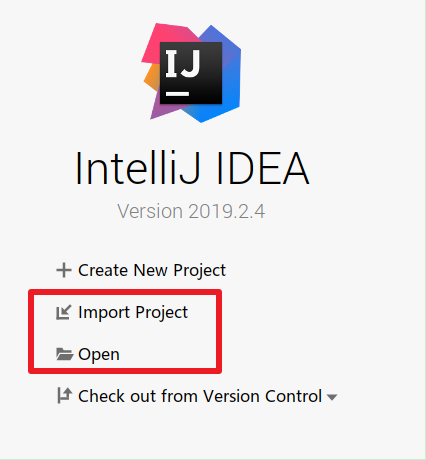 IJ
IntelliJ IDEA
Version 2019.2.4
Create New Project
Import Project
Open
Check out from Version Control